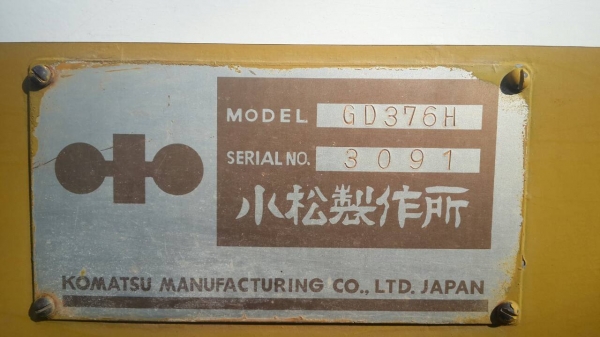 MODEL GD376H
SERIAL NO. 3091
小松製作所
KOMATSU MANUFACTURING CO., LTD. JAPAN